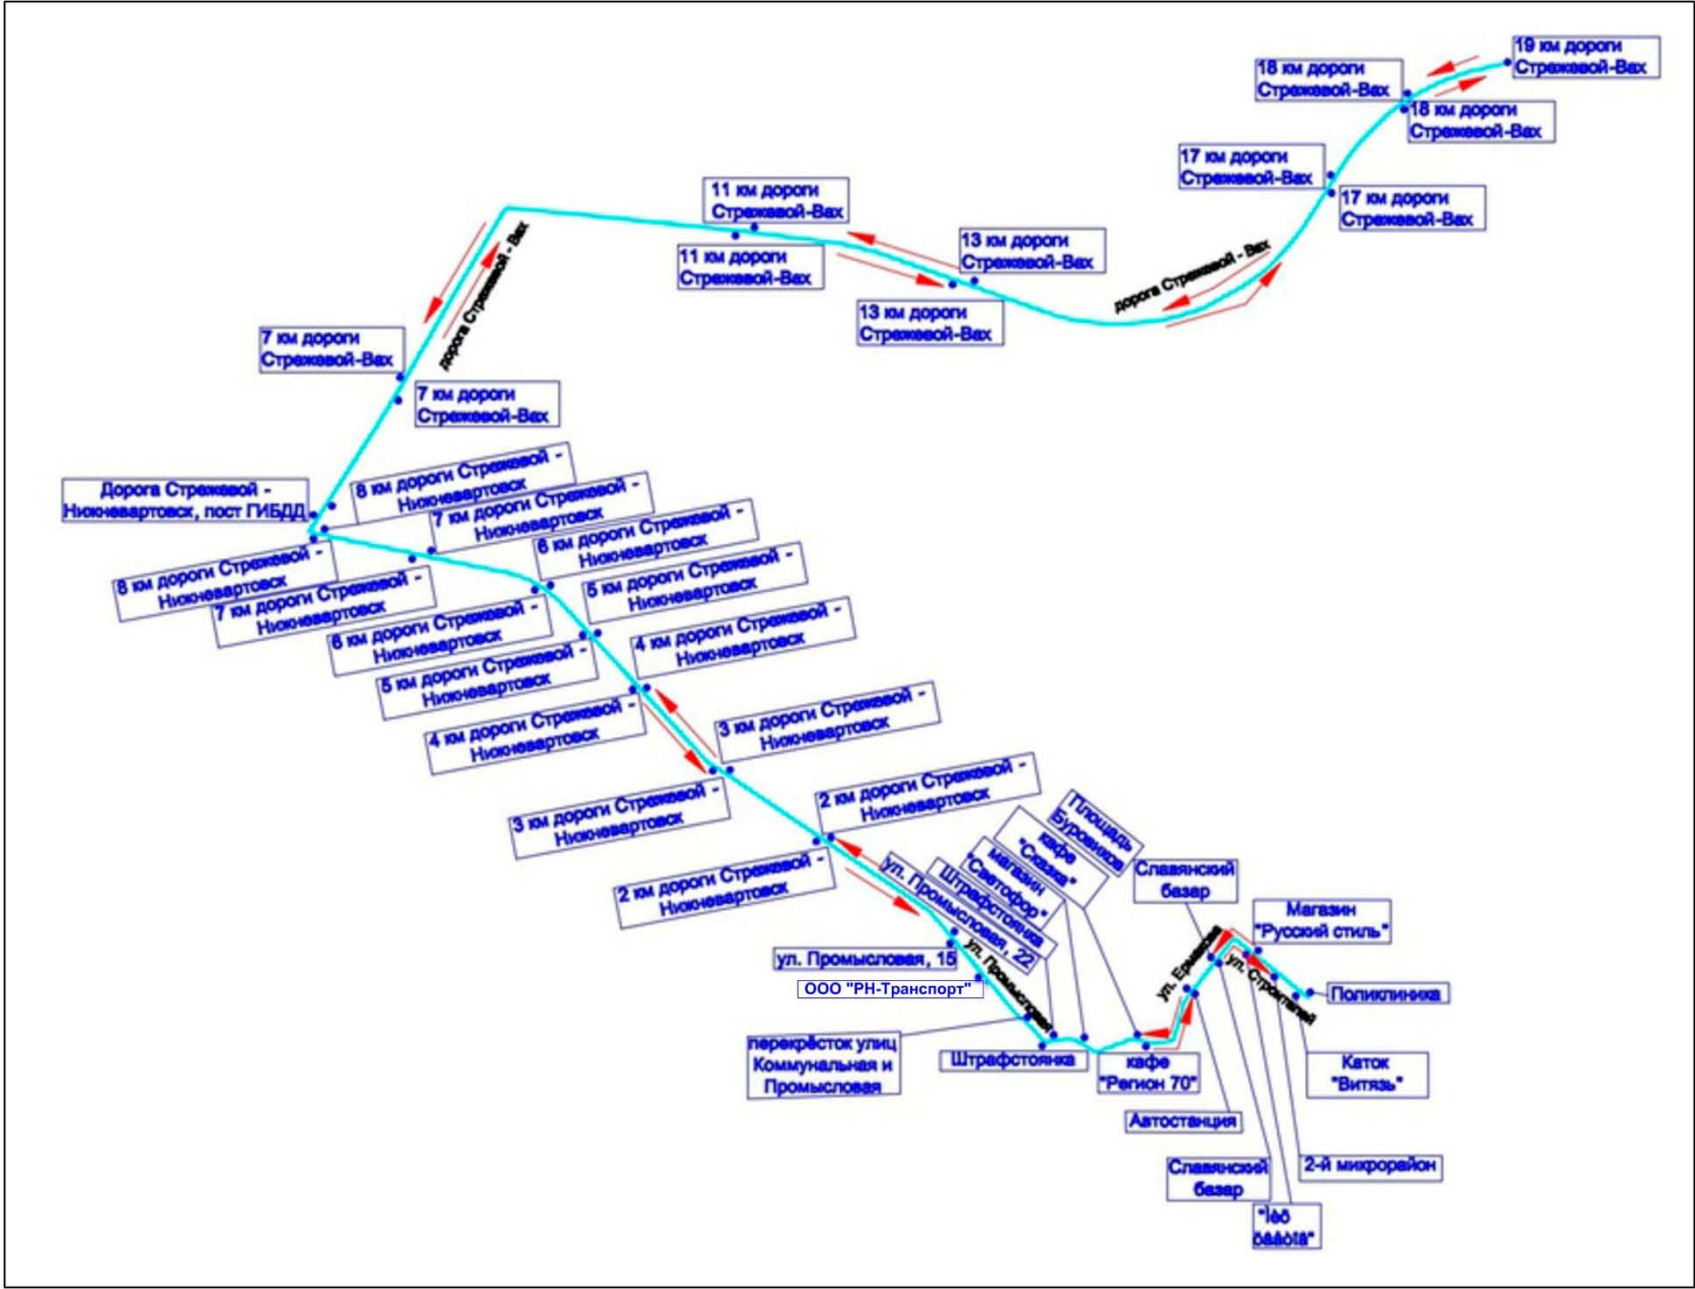 19 км дороги
Стрежевой-Вах
18 км дороги
Стрежевой-Вах
18 км дороги
Стрежевой-Вах
17 км дороги
Стрежевой-Вах
17 км дороги
Стрежевой-Вах
11 км дороги
Стрежевой-Вах
11 км дороги
Стрежевой-Вах
13 км дороги
Стрежевой-Вах
13 км дороги
Стрежевой-Вах
дорога Стрежевой - Вах
дорога Стрежевой - Вах
7 км дороги
Стрежевой-Вах
7 км дороги
Стрежевой-Вах
Дорога Стрежевой -
Нижневартовск, пост ГИБДД
8 км дороги Стрежевой -
Нижневартовск
7 км дороги Стрежевой -
Нижневартовск
6 км дороги Стрежевой -
Нижневартовск
5 км дороги Стрежевой -
Нижневартовск
4 км дороги Стрежевой -
Нижневартовск
3 км дороги Стрежевой -
Нижневартовск
2 км дороги Стрежевой -
Нижневартовск
8 км дороги Стрежевой -
Нижневартовск
7 км дороги Стрежевой -
Нижневартовск
6 км дороги Стрежевой -
Нижневартовск
5 км дороги Стрежевой -
Нижневартовск
4 км дороги Стрежевой -
Нижневартовск
3 км дороги Стрежевой -
Нижневартовск
2 км дороги Стрежевой -
Нижневартовск
Площадь
Буровиков
кафе
"Сказка"
магазин
"Светофор"
Штрафстоянка
ул. Промысловая, 22
ул. Промысловая, 15
ООО "РН-Транспорт"
ул. Промысловая
перекрёсток улиц
Коммунальная и
Промысловая
Штрафстоянка
кафе
"Регион 70"
Славянский
базар
Магазин
"Русский стиль"
ул. Ермакова
ул. Строителей
Поликлиника
Каток
"Витязь"
Автостанция
2-й микрорайон
Славянский
базар
"Ìèð
öâåòîâ"